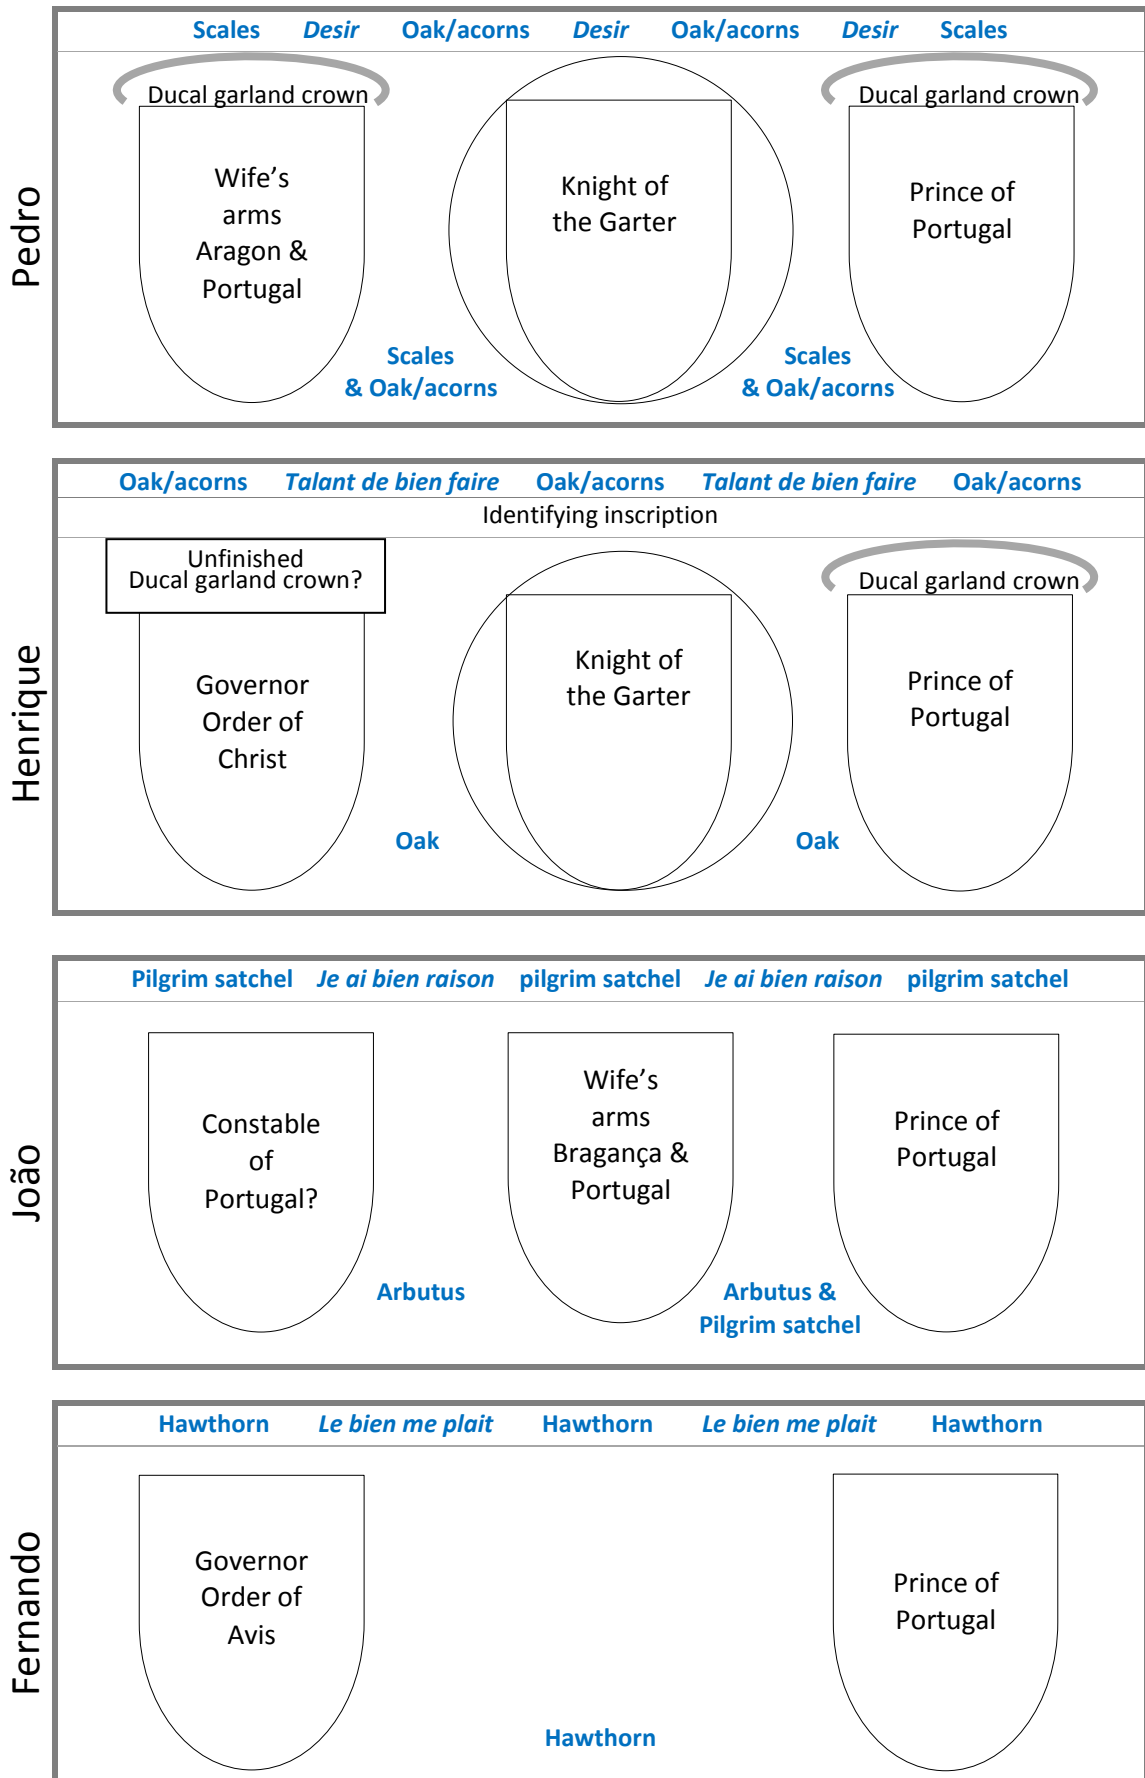 Pedro
Scales Desir Oak/acorns Desir Oak/acorns Desir Scales
Ducal garland crown
Wife's
arms
Aragon &
Portugal
Knight of
the Garter
Ducal garland crown
Prince of
Portugal
Scales
& Oak/acorns
Scales
& Oak/acorns
Henrique
Oak/acorns Talant de bien faire Oak/acorns Talant de bien faire Oak/acorns
Identifying inscription
Unfinished
Ducal garland crown?
Governor
Order of
Christ
Knight of
the Garter
Ducal garland crown
Prince of
Portugal
Oak
Oak
João
Pilgrim satchel Je ai bien raison pilgrim satchel Je ai bien raison pilgrim satchel
Constable
of
Portugal?
Wife's
arms
Bragança &
Portugal
Prince of
Portugal
Arbutus
Arbutus &
Pilgrim satchel
Fernando
Hawthorn Le bien me plait Hawthorn Le bien me plait Hawthorn
Governor
Order of
Avis
Prince of
Portugal
Hawthorn